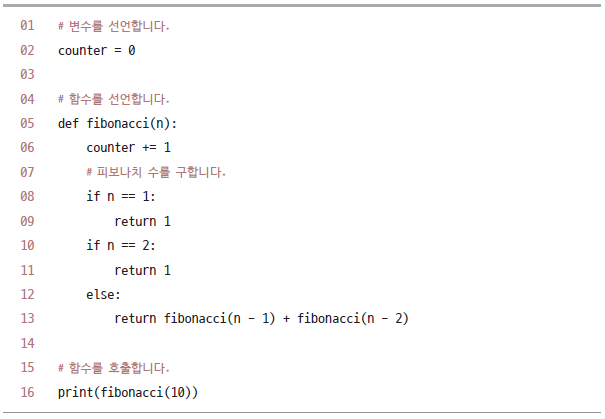 01 # 변수를 선언합니다.
02 counter = 0
03
04 # 함수를 선언합니다.
05 def fibonacci(n):
06     counter += 1
07     # 피보나치 수를 구합니다.
08     if n == 1:
09         return 1
10     if n == 2:
11         return 1
12     else:
13         return fibonacci(n - 1) + fibonacci(n - 2)
14
15 # 함수를 호출합니다.
16 print(fibonacci(10))